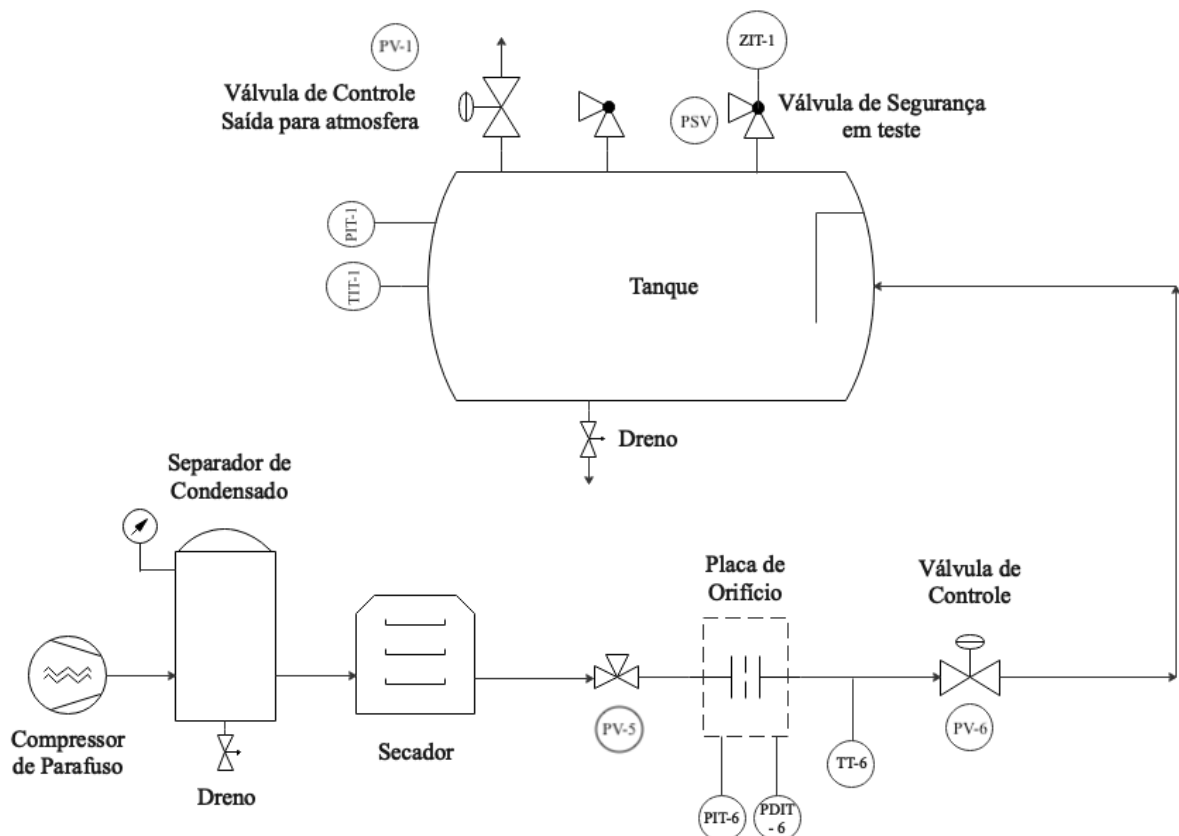 PV-1
ZIT-1
Válvula de Controle
Saída para atmosfera
PSV
Válvula de Segurança
em teste
PIT-1
TIT-1
Tanque
Dreno
Separador de
Condensado
Placa de
Orifício
Válvula de
Controle
Compressor
de Parafuso
Dreno
Secador
PV-5
PIT-6
PDIT
- 6
TT-6
PV-6